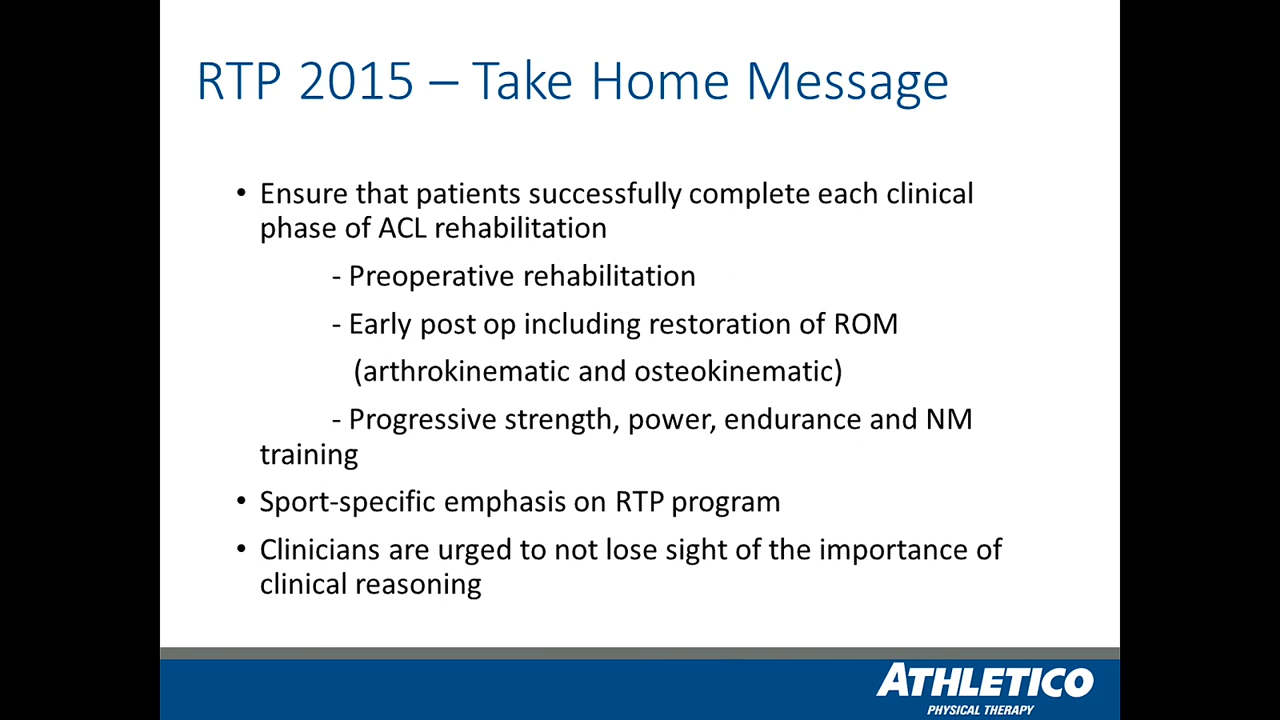 RTP 2015 – Take Home Message
• Ensure that patients successfully complete each clinical
phase of ACL rehabilitation
- Preoperative rehabilitation
- Early post op including restoration of ROM
(arthrokinematic and osteokinematic)
- Progressive strength, power, endurance and NM
training
• Sport-specific emphasis on RTP program
• Clinicians are urged to not lose sight of the importance of
clinical reasoning
ATHLETICO
PHYSICAL THERAPY